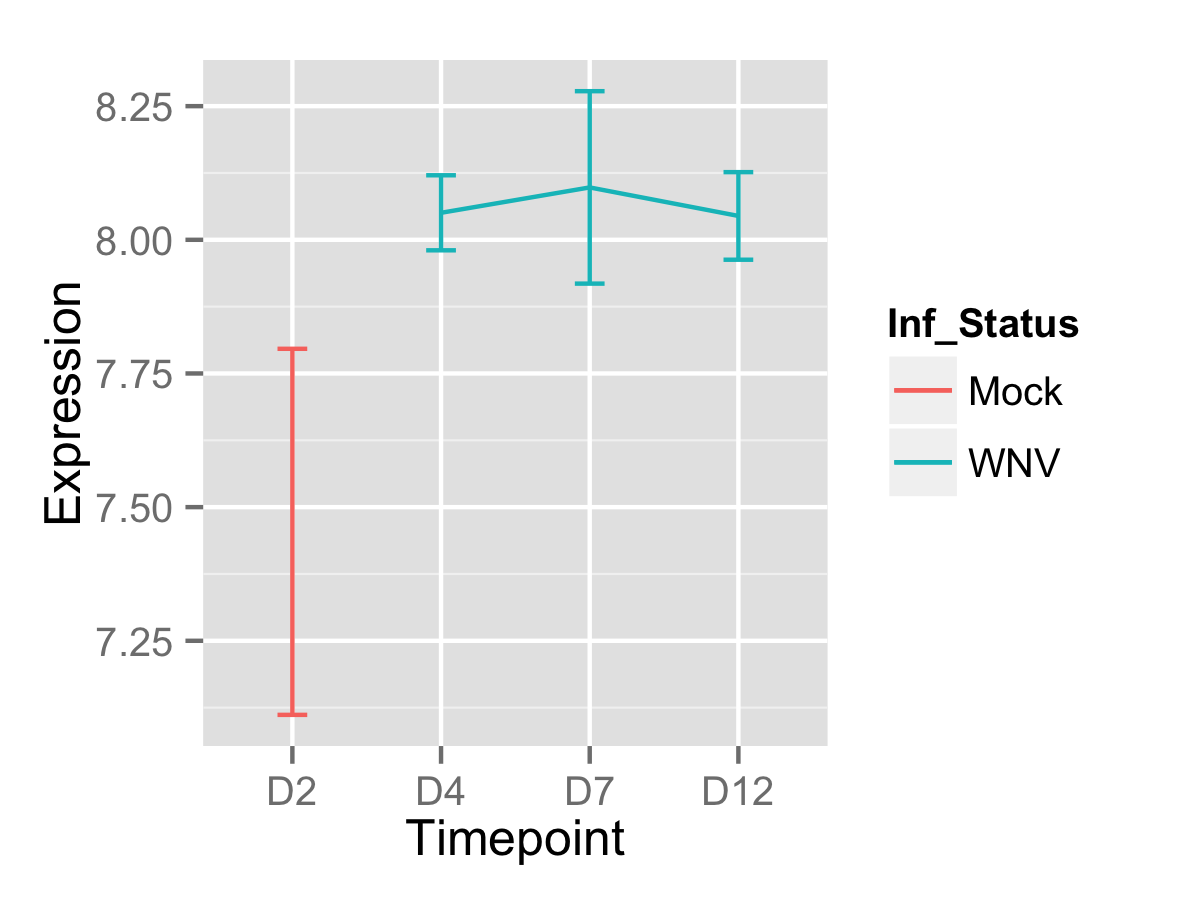 8.25
8.00
7.75
7.50
7.25
Expression
D2 D4 D7 D12
Timepoint
Inf_Status
Mock
WNV